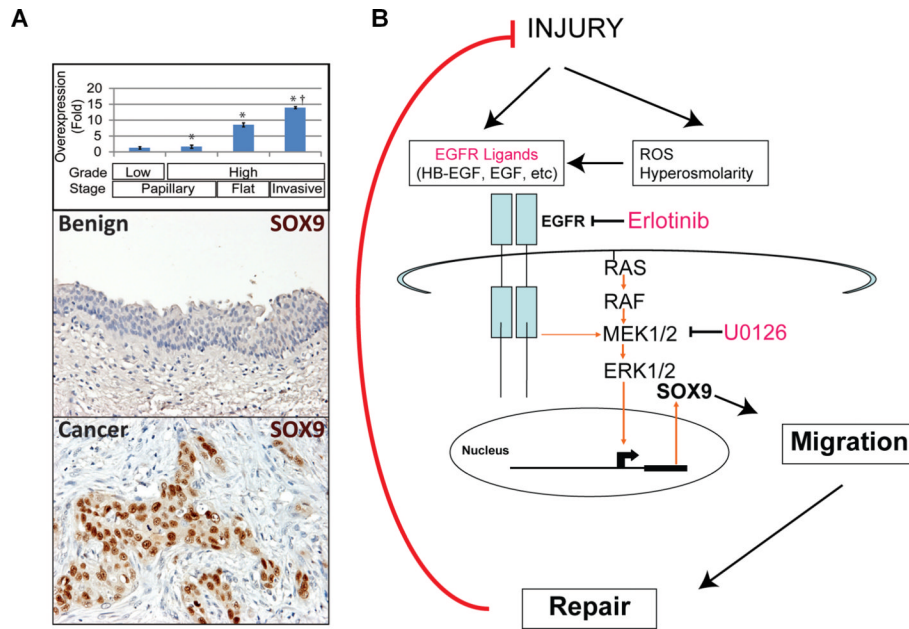 A
Overexpression
(Fold)
20
15
10
5
0
*
*
* †
Grade
Low
High
Stage
Papillary
Flat
Invasive
Benign
SOX9
Cancer
SOX9
B
INJURY
EGFR Ligands
(HB-EGF, EGF, etc)
ROS
Hyperosmolarity
EGFR
Erlotinib
RAS
RAF
MEK1/2
U0126
ERK1/2
SOX9
Nucleus
Migration
Repair